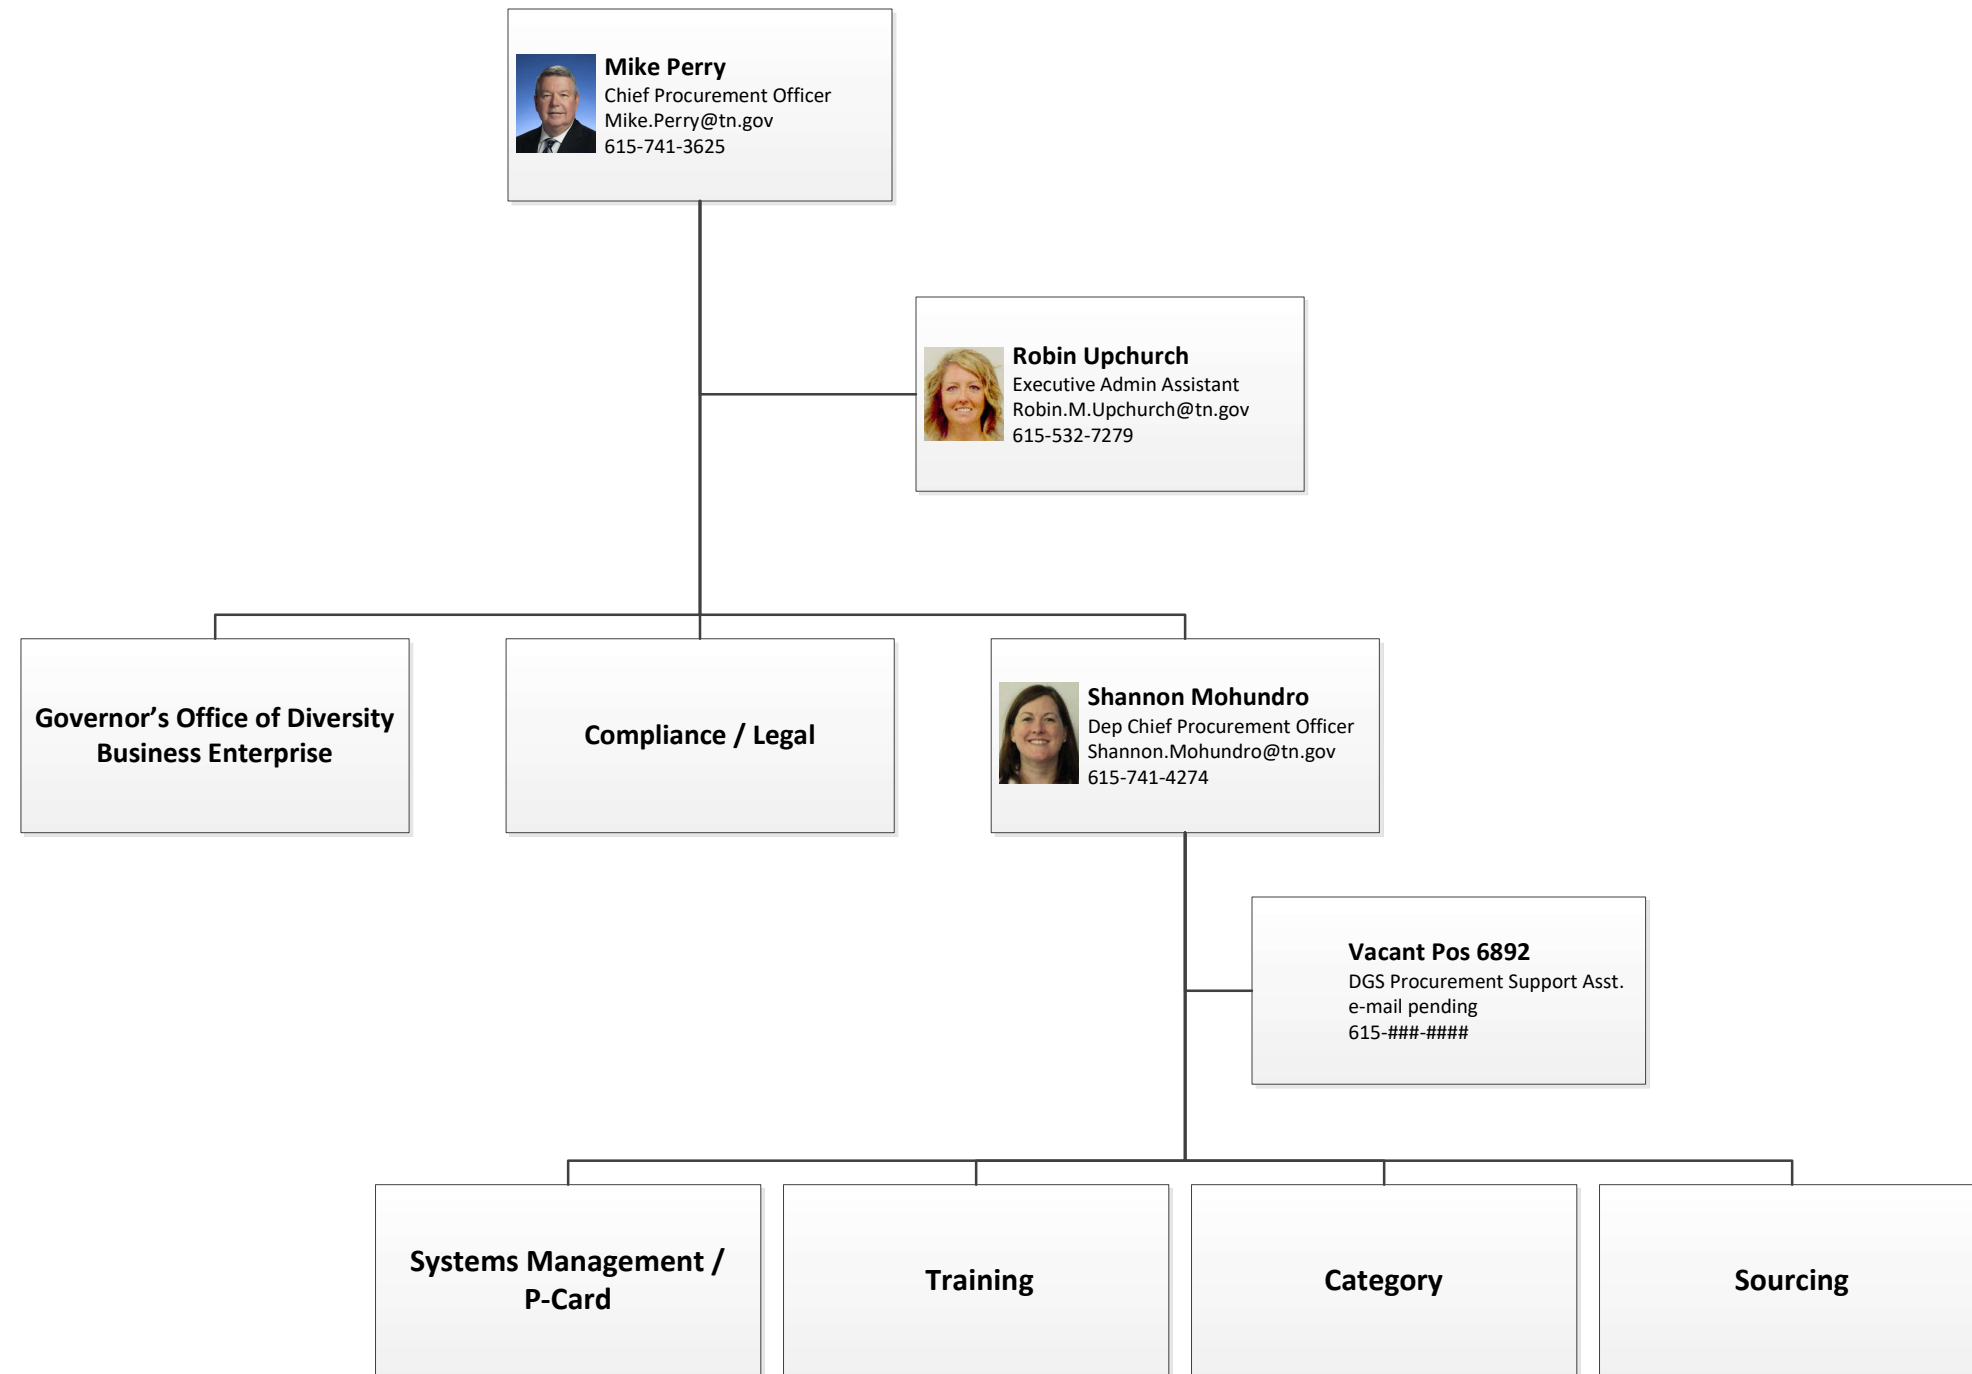 Mike Perry
Chief Procurement Officer
Mike.Perry@tn.gov
615-741-3625
Robin Upchurch
Executive Admin Assistant
Robin.M.Upchurch@tn.gov
615-532-7279
Governor’s Office of Diversity
Business Enterprise
Compliance / Legal
Shannon Mohundro
Dep Chief Procurement Officer
Shannon.Mohundro@tn.gov
615-741-4274
Vacant Pos 6892
DGS Procurement Support Asst.
e-mail pending
615-###-####
Systems Management /
P-Card
Training
Category
Sourcing